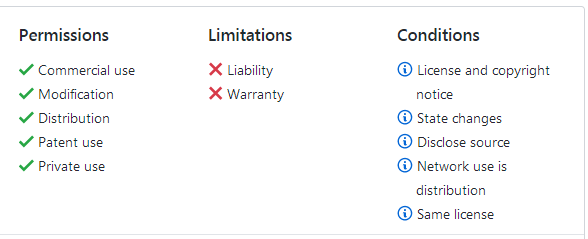 Permissions
Commercial use
Modification
Distribution
Patent use
Private use
Limitations
Liability
Warranty
Conditions
License and copyright
notice
State changes
Disclose source
Network use is
distribution
Same license